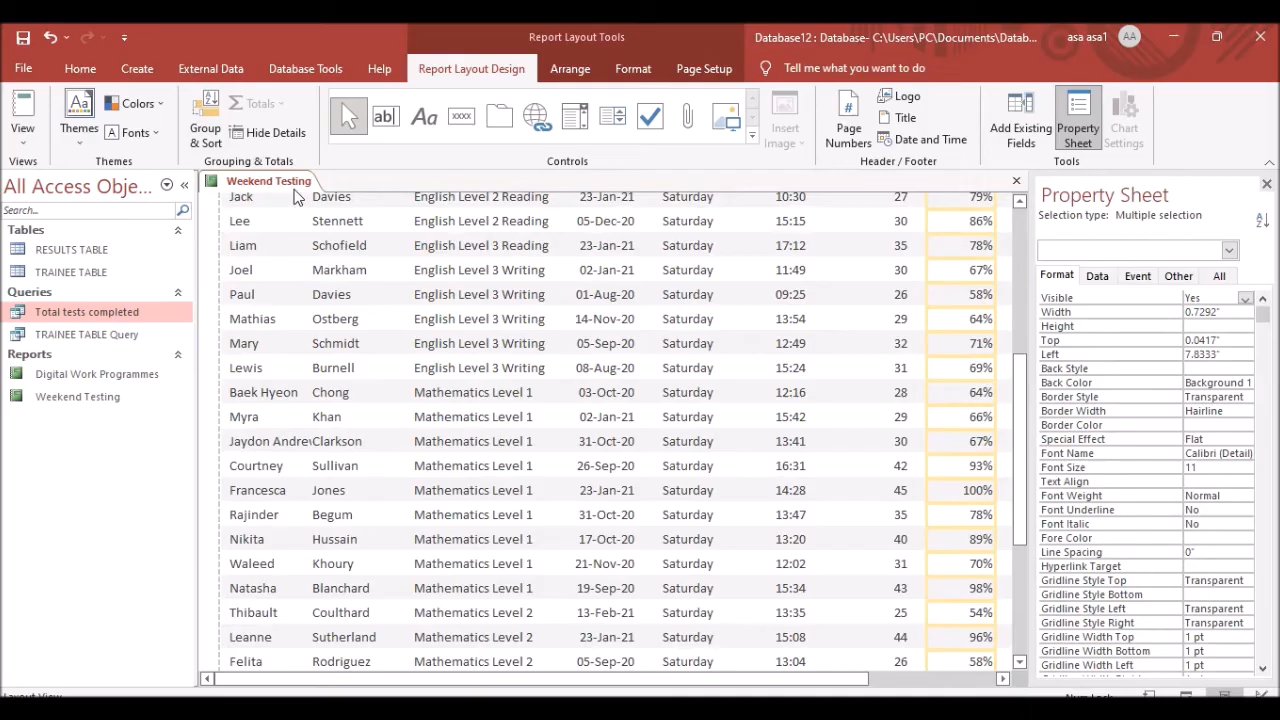 Report Layout Tools
Database12 : Database- C:\Users\PC\Documents\Datab...
asa asa1
AA
File
Home
Create
External Data
Database Tools
Help
Report Layout Design
Arrange
Format
Page Setup
Tell me what you want to do
View
Views
Aa
Themes
Colors
Aa Fonts
Themes
Group & Sort
Totals
Hide Details
Grouping & Totals
ab
Aa
xxxx
Controls
Insert Image
Page Numbers
Logo
Title
Date and Time
Header / Footer
Add Existing Fields
Property Sheet
Chart Settings
Tools
All Access Obje...
Search...
Tables
RESULTS TABLE
TRAINEE TABLE
Queries
Total tests completed
TRAINEE TABLE Query
Reports
Digital Work Programmes
Weekend Testing
Weekend Testing
Jack Davies English Level 2 Reading 23-Jan-21 Saturday 10:30 27 79%
Lee Stennett English Level 2 Reading 05-Dec-20 Saturday 15:15 30 86%
Liam Schofield English Level 3 Reading 23-Jan-21 Saturday 17:12 35 78%
Joel Markham English Level 3 Writing 02-Jan-21 Saturday 11:49 30 67%
Paul Davies English Level 3 Writing 01-Aug-20 Saturday 09:25 26 58%
Mathias Ostberg English Level 3 Writing 14-Nov-20 Saturday 13:54 29 64%
Mary Schmidt English Level 3 Writing 05-Sep-20 Saturday 12:49 32 71%
Lewis Burnell English Level 3 Writing 08-Aug-20 Saturday 15:24 31 69%
Baek Hyeon Chong Mathematics Level 1 03-Oct-20 Saturday 12:16 28 64%
Myra Khan Mathematics Level 1 02-Jan-21 Saturday 15:42 29 66%
Jaydon Andrew Clarkson Mathematics Level 1 31-Oct-20 Saturday 13:41 30 67%
Courtney Sullivan Mathematics Level 1 26-Sep-20 Saturday 16:31 42 93%
Francesca Jones Mathematics Level 1 23-Jan-21 Saturday 14:28 45 100%
Rajinder Begum Mathematics Level 1 31-Oct-20 Saturday 13:47 35 78%
Nikita Hussain Mathematics Level 1 17-Oct-20 Saturday 13:20 40 89%
Waleed Khoury Mathematics Level 1 21-Nov-20 Saturday 12:02 31 70%
Natasha Blanchard Mathematics Level 1 19-Sep-20 Saturday 15:34 43 98%
Thibault Coulthard Mathematics Level 2 13-Feb-21 Saturday 13:35 25 54%
Leanne Sutherland Mathematics Level 2 23-Jan-21 Saturday 15:08 44 96%
Felita Rodriguez Mathematics Level 2 05-Sep-20 Saturday 13:04 26 58%
Property Sheet
Selection type: Multiple selection
Format
Data
Event
Other
All
Visible Yes
Width 0.7292"
Height
Top 0.0417"
Left 7.8333"
Back Style
Back Color Background 1
Border Style Transparent
Border Width Hairline
Border Color
Special Effect Flat
Font Name Calibri (Detail)
Font Size 11
Text Align
Font Weight Normal
Font Underline No
Font Italic No
Fore Color
Line Spacing 0"
Hyperlink Target
Gridline Style Top Transparent
Gridline Style Bottom
Gridline Style Left Transparent
Gridline Style Right Transparent
Gridline Width Top 1 pt
Gridline Width Bottom 1 pt
Gridline Width Left 1 pt
Layout View
Num Lock